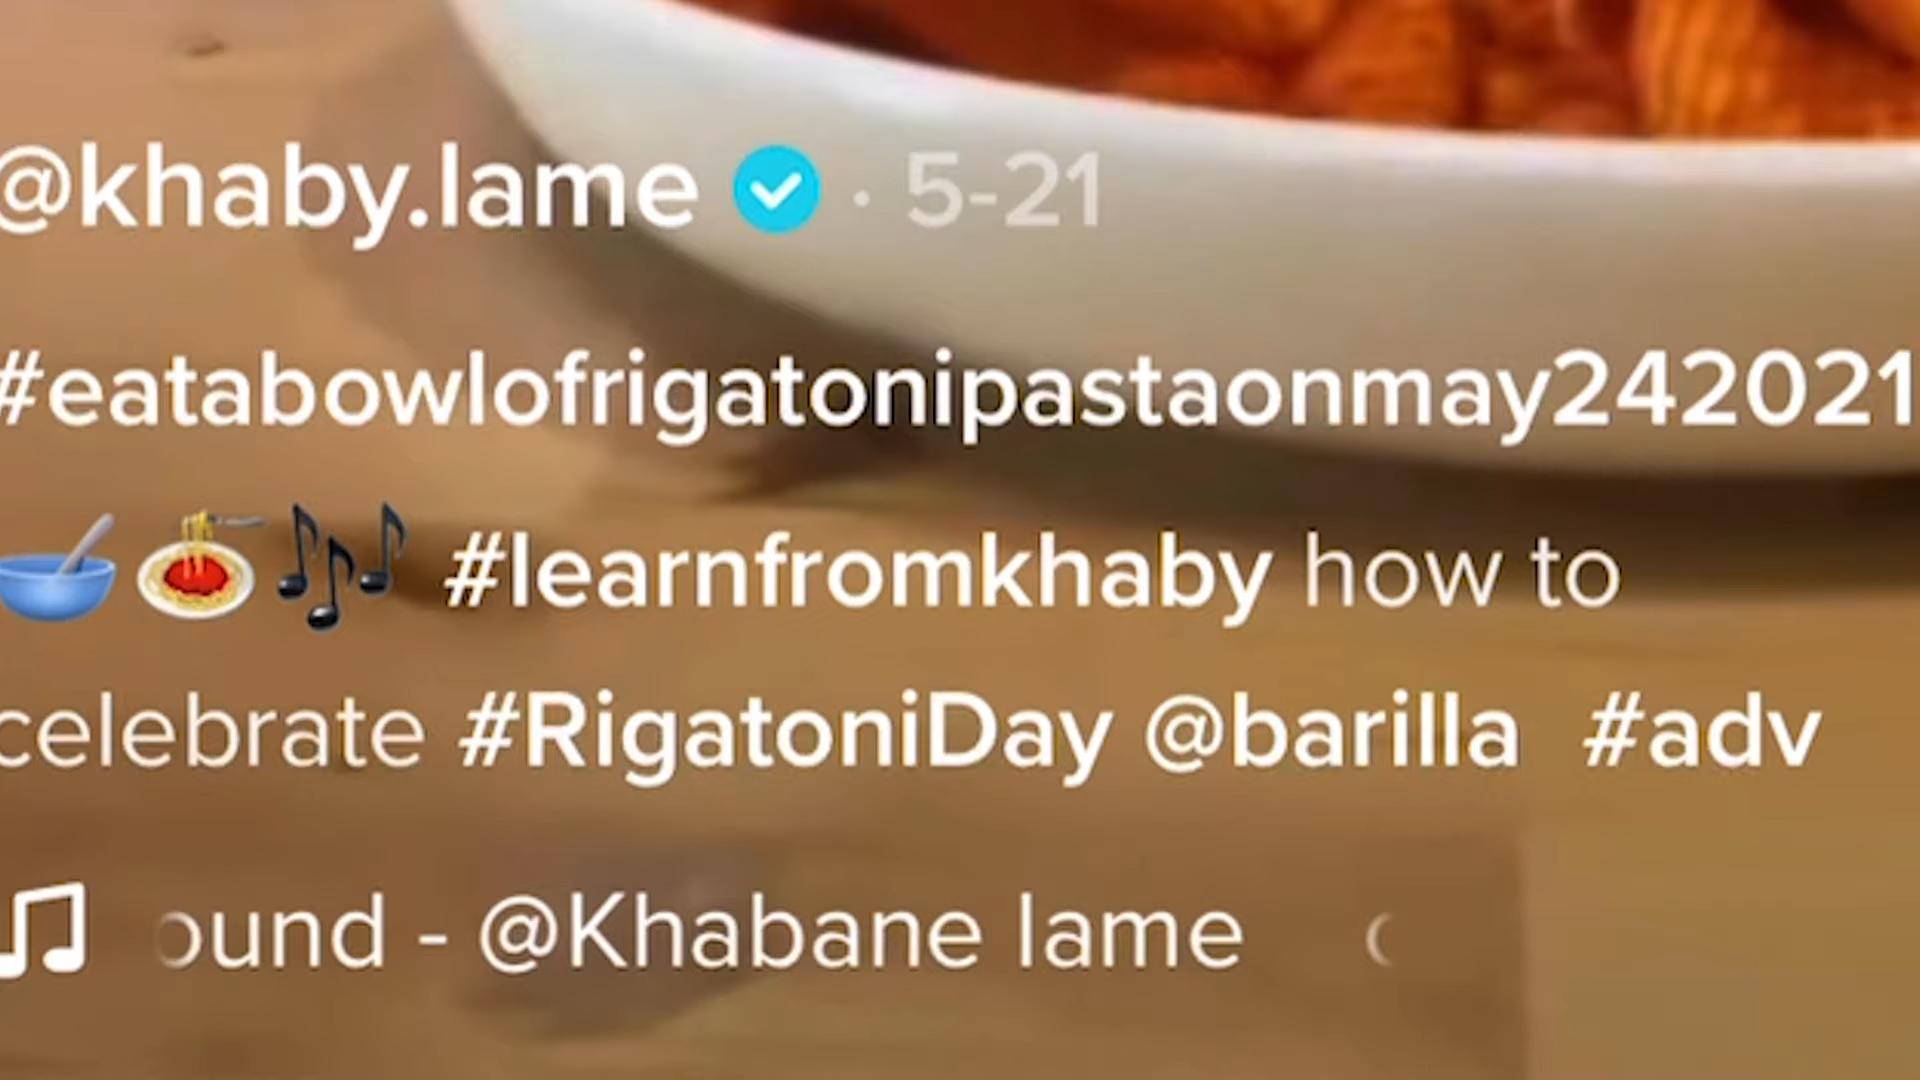 @khaby.lame · 5-21
#eatabowlofrigatonipastaonmay242021
#learnfromkhaby how to
celebrate #RigatoniDay @barilla #adv
ound - @Khabane lame